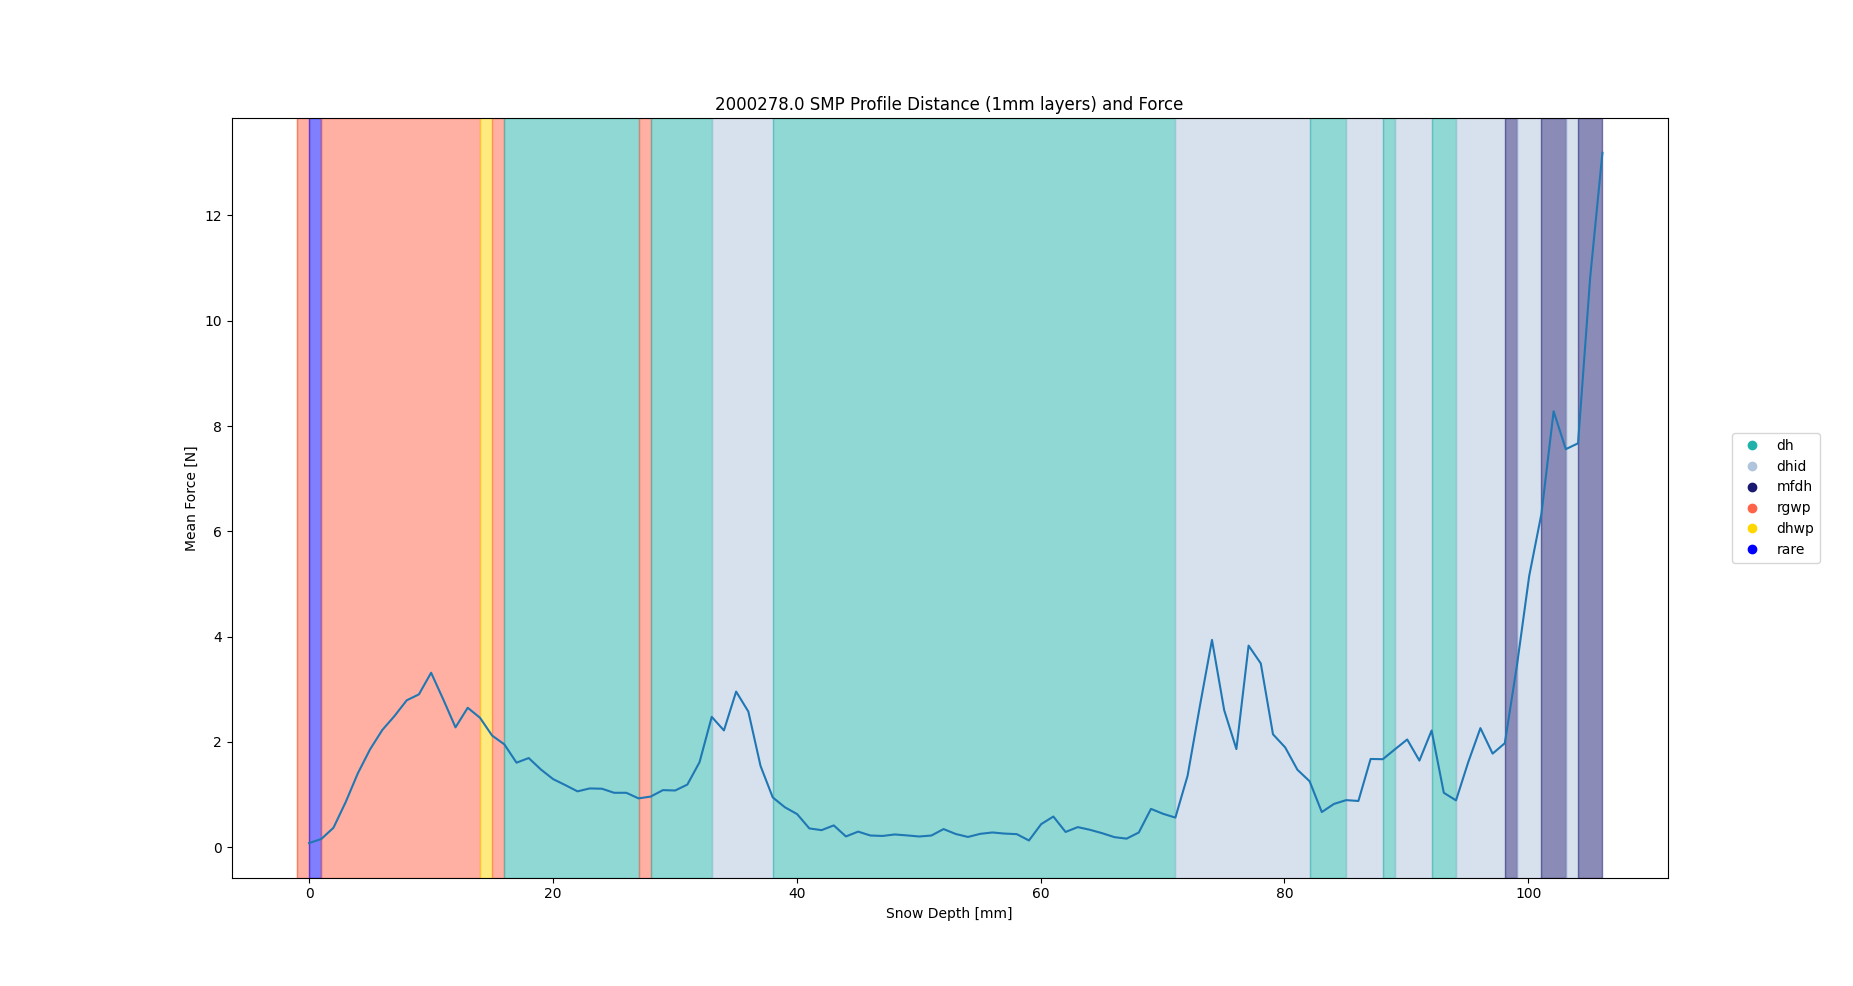 2000278.0 SMP Profile Distance (1mm layers) and Force
Mean Force [N]
12
10
8
6
4
2
0
0 20 40 60 80 100
Snow Depth [mm]
dh
dhid
mfdh
rgwp
dhwp
rare